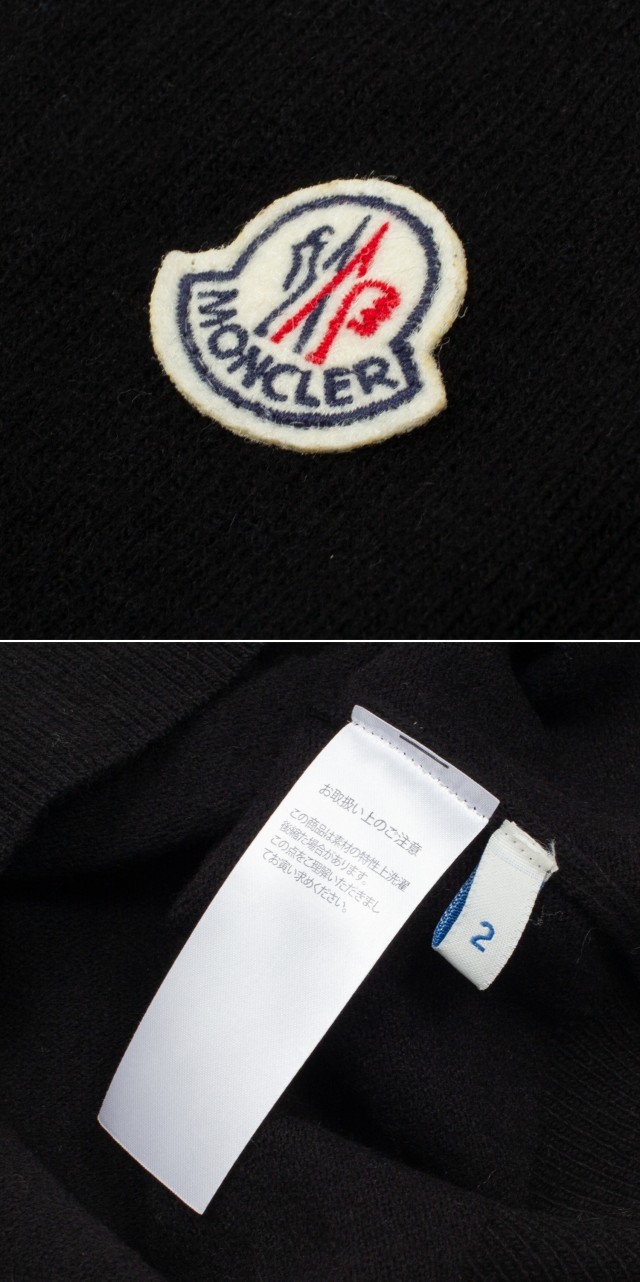 MONCLER
お取扱い上のご注意
この商品は素材の特性上洗濯
後縮む場合があります。
この点をご理解いただきまし
てお買い求めください。
2